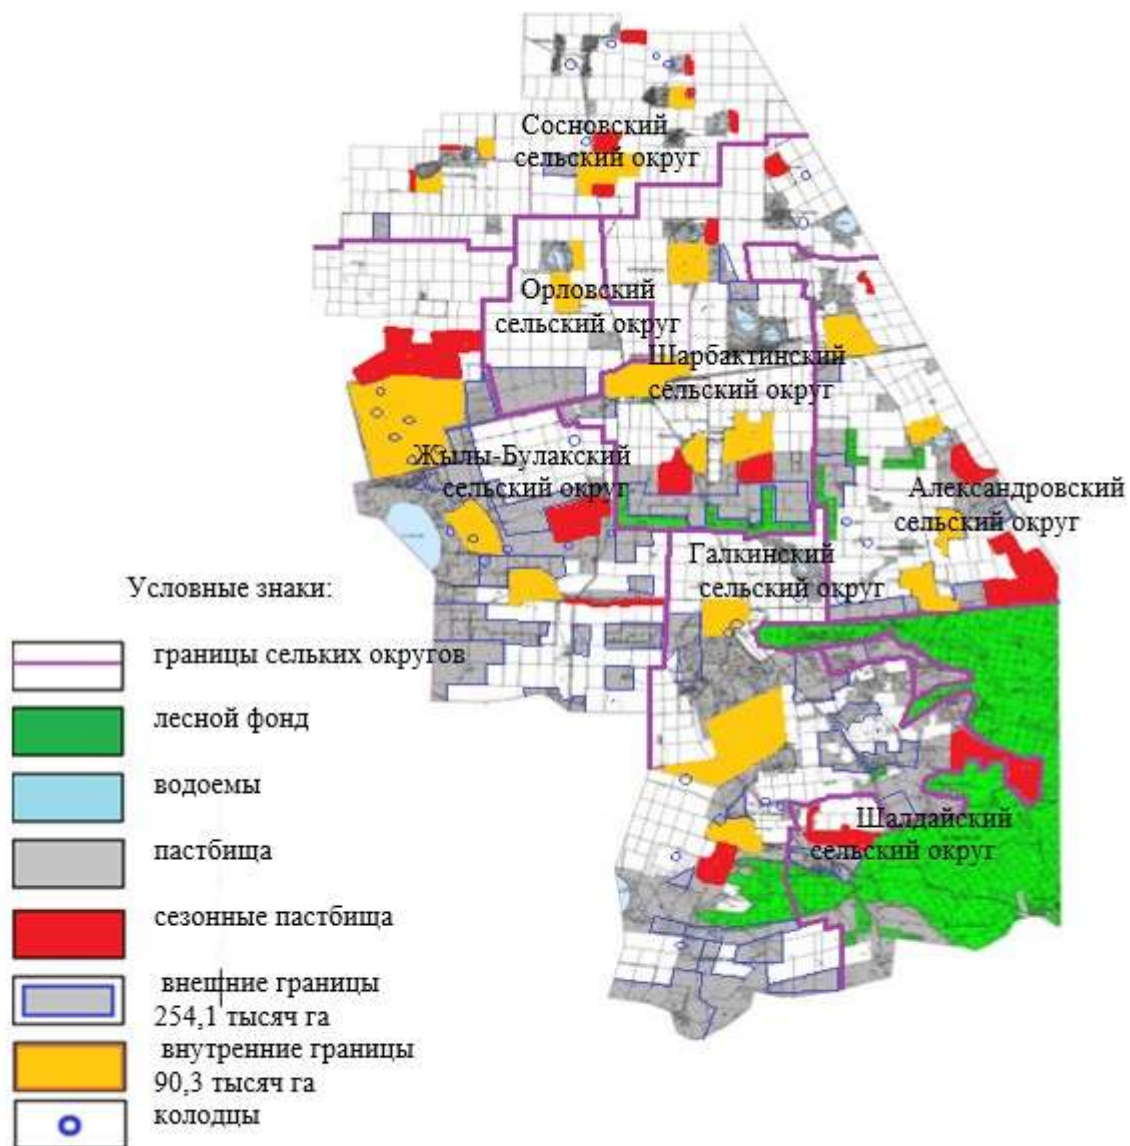 Сосновский
сельский округ
Орловский
сельский округ
Шарбактинский
сельский округ
Жылы-Булакский
сельский округ
Александровский
сельский округ
Галкинский
сельский округ
Условные знаки:
границы сельких округов
лесной фонд
водоемы
пастбища
Шалдайский
сельский округ
сезонные пастбища
внешние границы
254,1 тысяч га
внутренние границы
90,3 тысяч га
колодцы